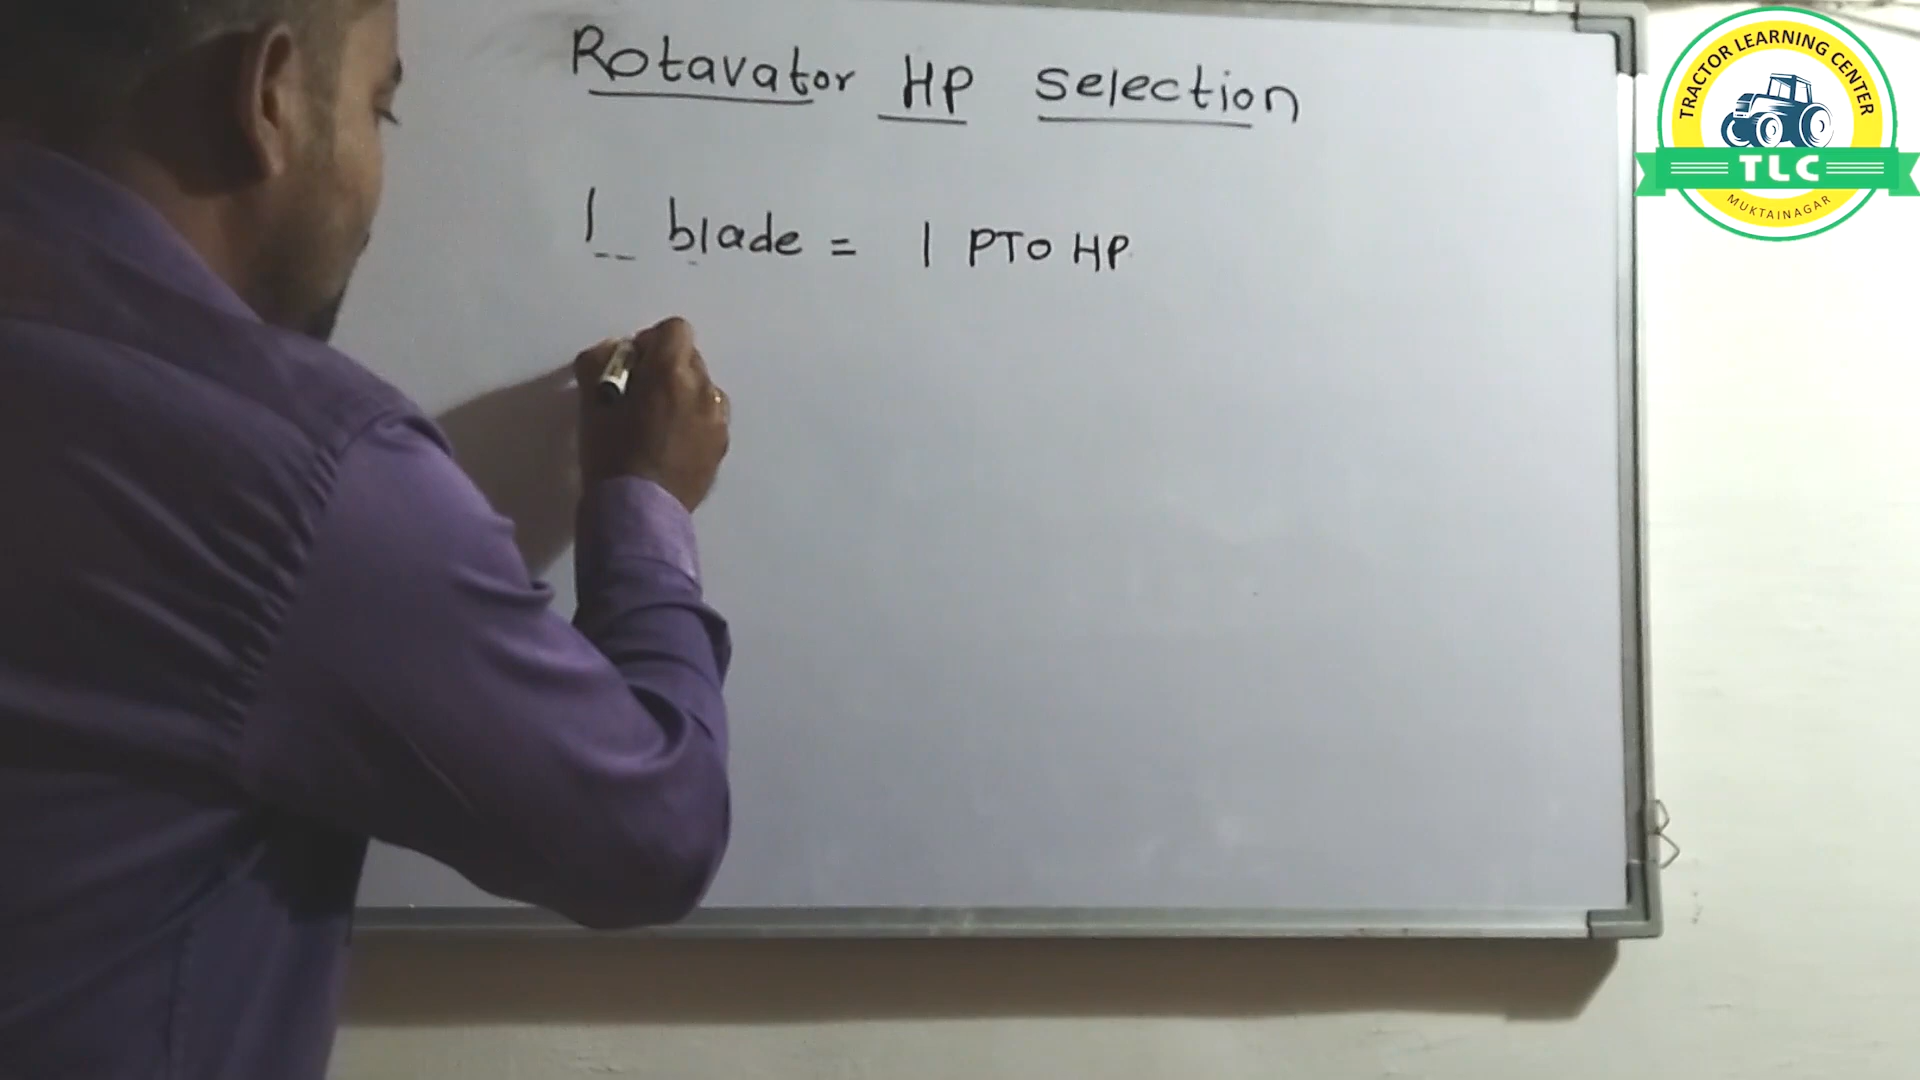 Rotavator HP selection
1 blade = 1 PTO HP
TRACTOR LEARNING CENTER
TLC
MUKTAINAGAR